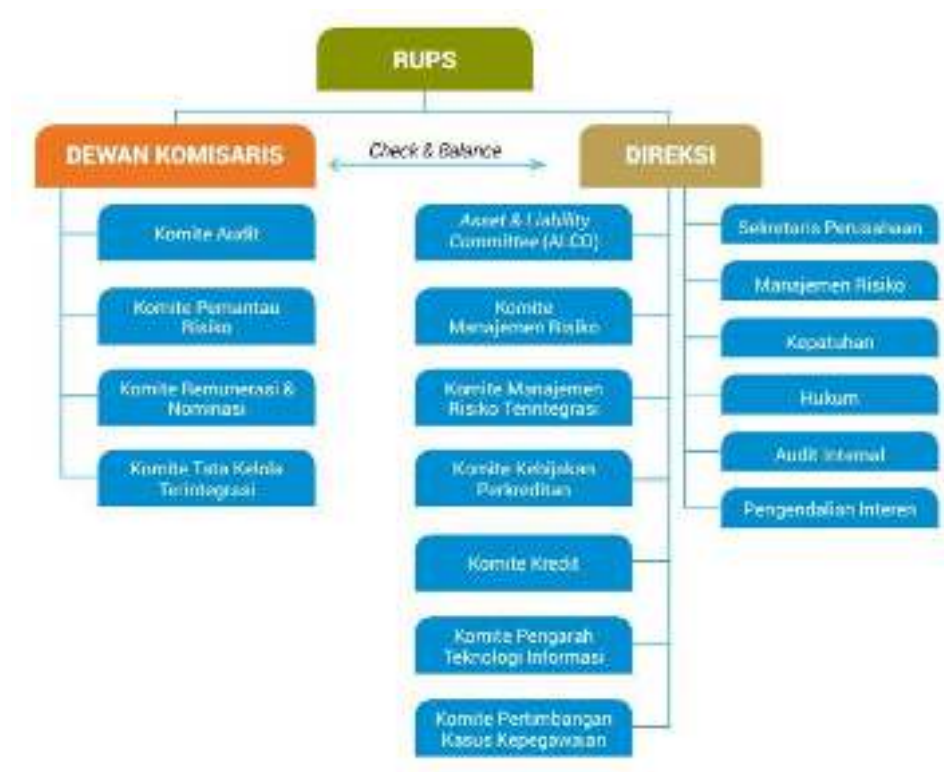 RUPS
DEWAN KOMISARIS
Check & Balance
DIREKSI
Komite Audit
Komite Pemantau
Risiko
Komite Remunerasi &
Nominasi
Komite Tata Kelola
Terintegrasi
Asset & Liability
Committee (ALCO)
Komite
Manajemen Risiko
Komite Manajemen
Risiko Terintegrasi
Komite Kebijakan
Perkreditan
Komite Kredit
Komite Pengarah
Teknologi Informasi
Komite Pertimbangan
Kasus Kepegawaian
Sekretaris Perusahaan
Manajemen Risiko
Kepatuhan
Hukum
Audit Internal
Pengendalian Interen